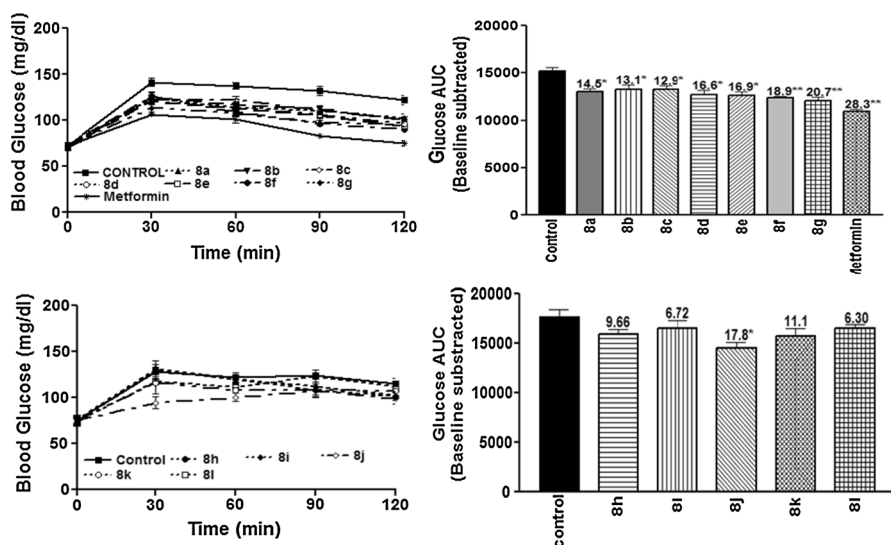 Blood Glucose (mg/dl)
200
150
100
50
0
CONTROL 8a 8b 8c
8d 8e 8f 8g
Metformin
0 30 60 90 120
Time (min)
Glucose AUC
(Baseline subtracted)
20000
15000
10000
5000
0
14.5* 13.1* 12.9* 16.6* 16.9* 18.9** 20.7** 28.3**
Control 8a 8b 8c 8d 8e 8f 8g Metformin
Blood Glucose (mg/dl)
200
150
100
50
0
Control 8h 8i 8j
8k 8l
0 30 60 90 120
Time (min)
Glucose AUC
(Baseline substracted)
20000
15000
10000
5000
0
9.66 6.72 17.8* 11.1 6.30
control 8h 8I 8j 8k 8l